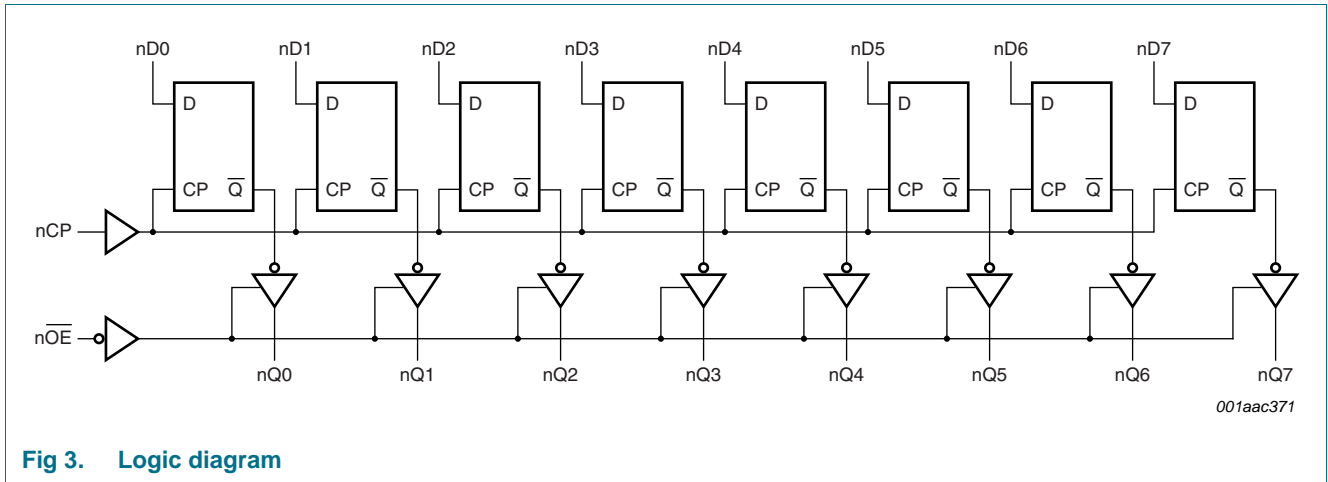 nD0 nD1 nD2 nD3 nD4 nD5 nD6 nD7
D D D D D D D D
CP Q̅ CP Q̅ CP Q̅ CP Q̅ CP Q̅ CP Q̅ CP Q̅ CP Q̅
nCP
nO̅E̅
nQ0 nQ1 nQ2 nQ3 nQ4 nQ5 nQ6 nQ7
001aac371
Fig 3. Logic diagram